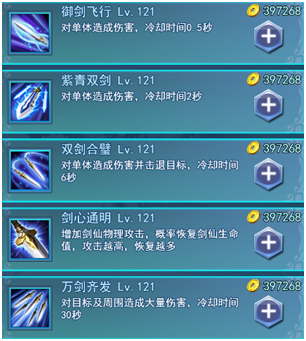 御剑飞行 Lv.121 397268
对单体造成伤害，冷却时间0.5秒
紫青双剑 Lv.121 397268
对单体造成伤害，冷却时间2秒
双剑合璧 Lv.121 397268
对单体造成伤害并击退目标，冷却时间
6秒
剑心通明 Lv.121 397268
增加剑仙物理攻击，概率恢复剑仙生命
值，攻击越高，恢复越多
万剑齐发 Lv.121 397268
对目标及周围造成大量伤害，冷却时间
30秒